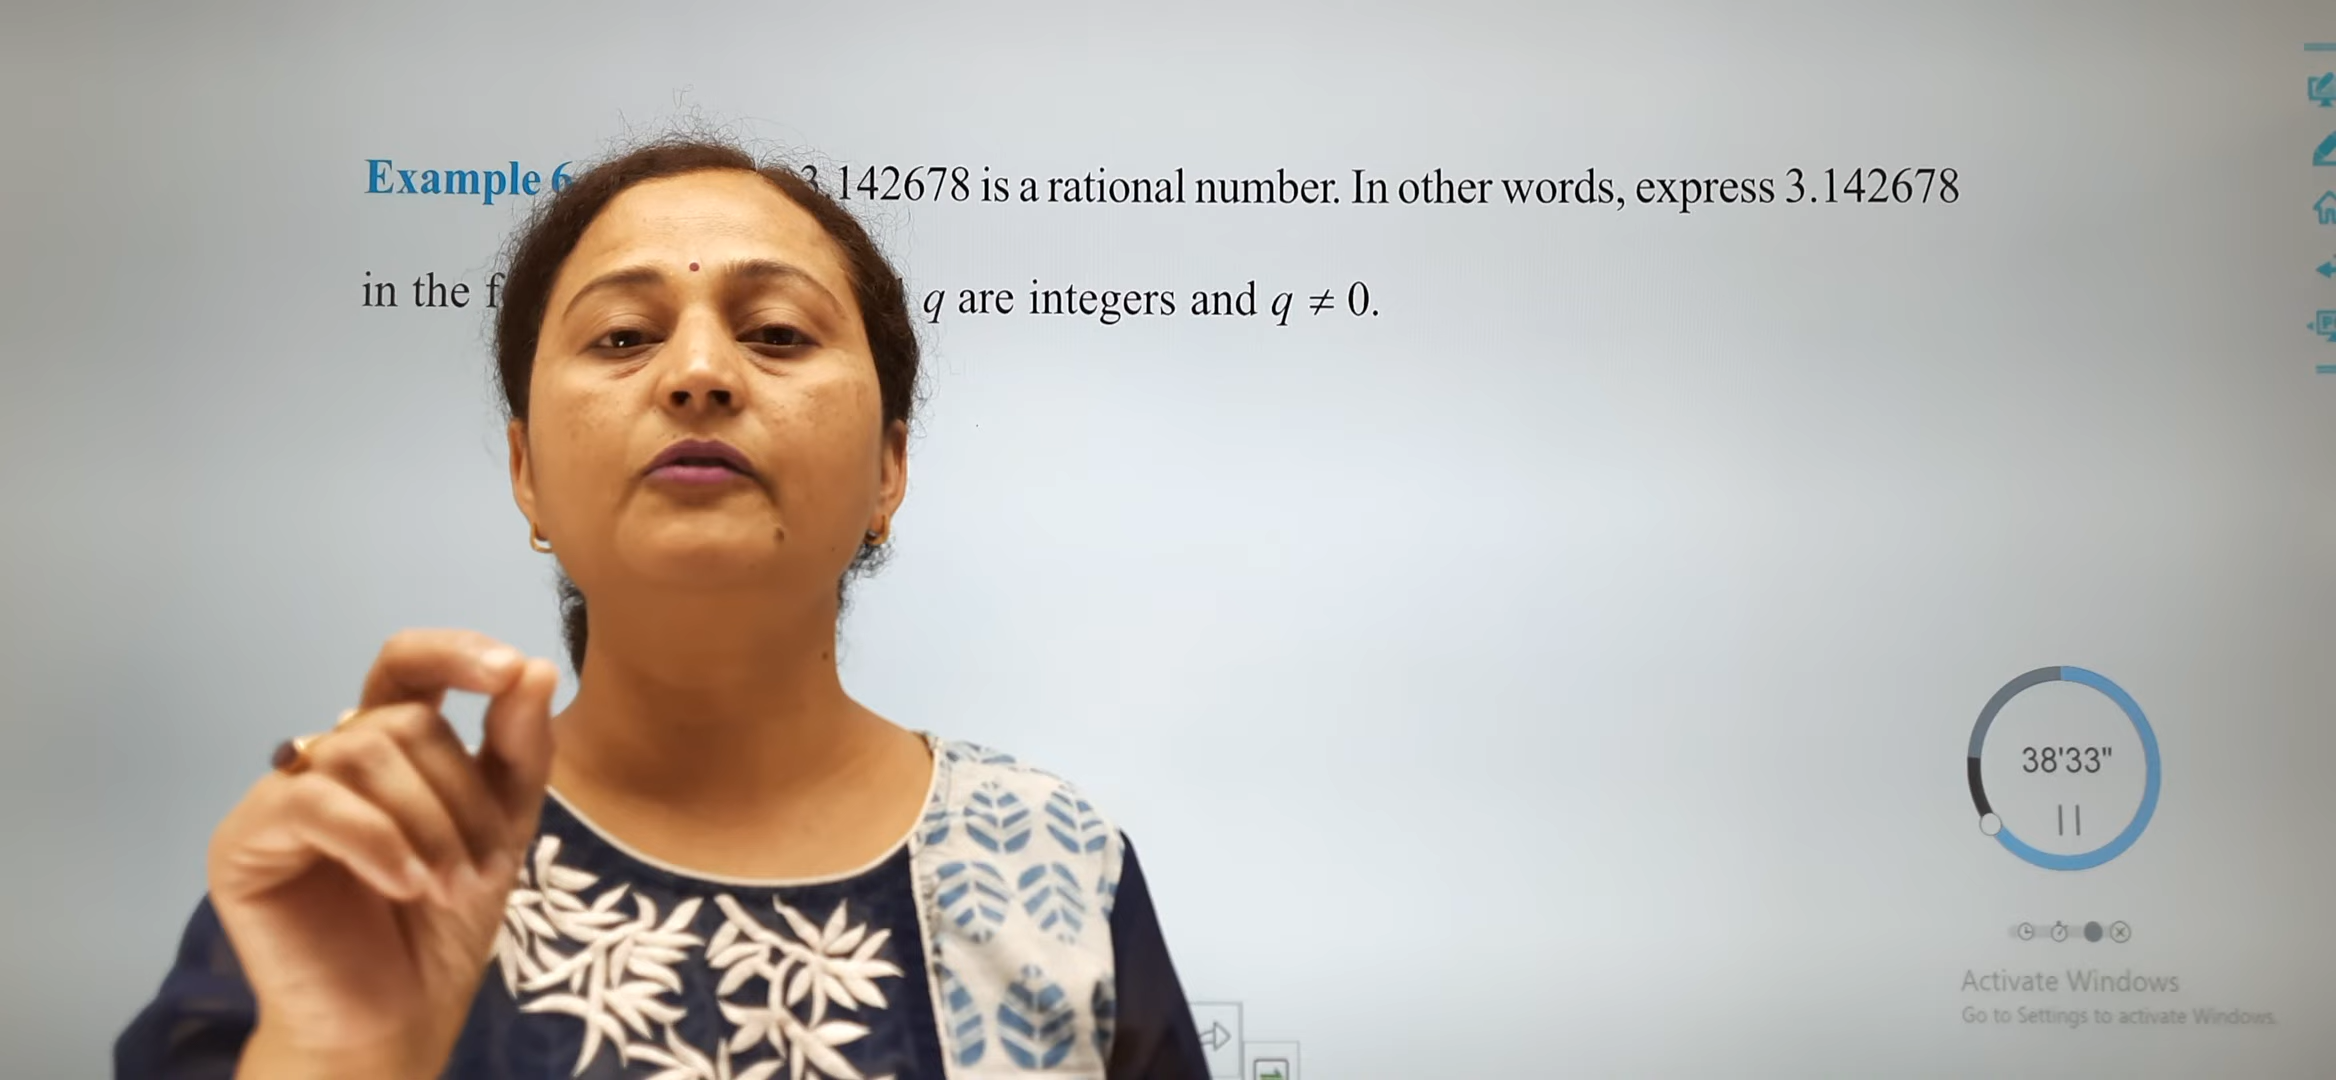 Example 6 3.142678 is a rational number. In other words, express 3.142678
in the f q are integers and q ≠ 0.
38'33"
Activate Windows
Go to Settings to activate Windows.